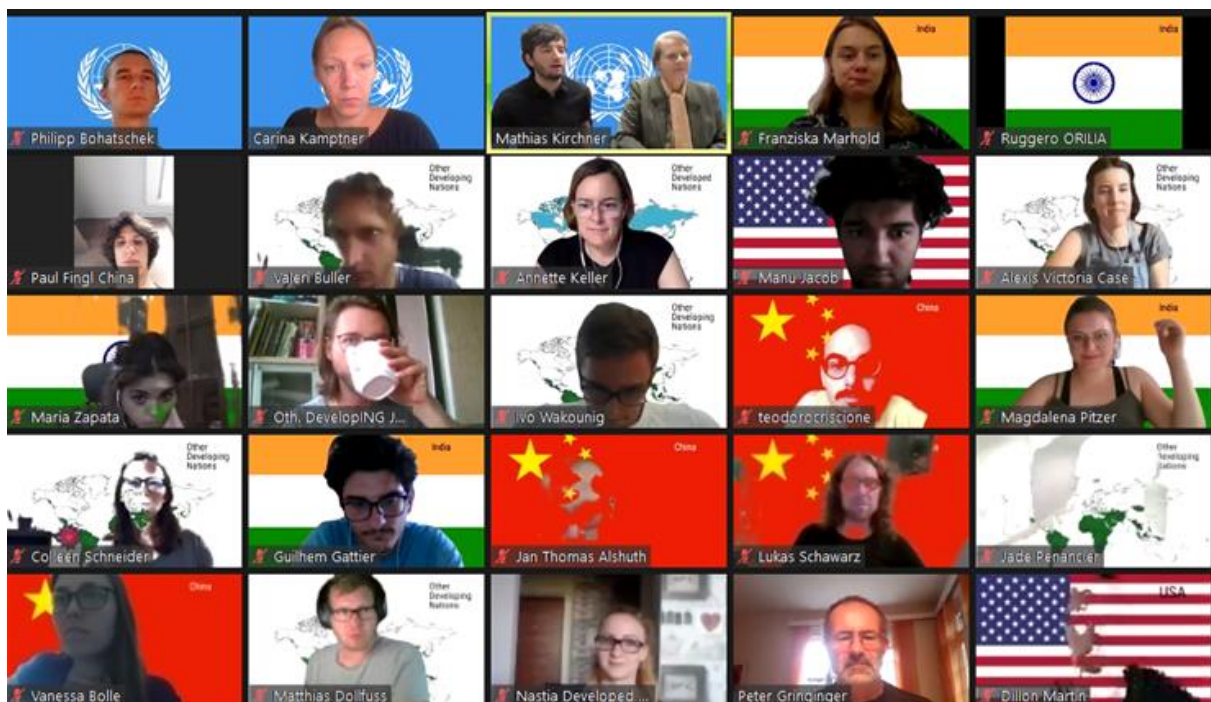 Philipp Bohatschek
Carina Kamptner
Mathias Kirchner
India
Franziska Marhold
India
Ruggero ORILIA
Paul Fingl China
Other
Developing
Nations
Valeri Buller
Other
Developed
Nations
Annette Keller
Manu Jacob
Other
Developing
Nations
Alexis Victoria Case
Maria Zapata
Oth. DevelopING J...
Other
Developing
Nations
Ivo Wakounig
China
teodorocriscione
India
Magdalena Pitzer
Other
Developing
Nations
Colleen Schneider
India
Guilhem Gattier
China
Jan Thomas Alshuth
Lukas Schawarz
Other
Developing
Nations
Jade Penancier
China
Vanessa Bolle
Other
Developing
Nations
Matthias Dollfuss
Nastia Developed ...
Peter Gringinger
USA
Dillon Martin